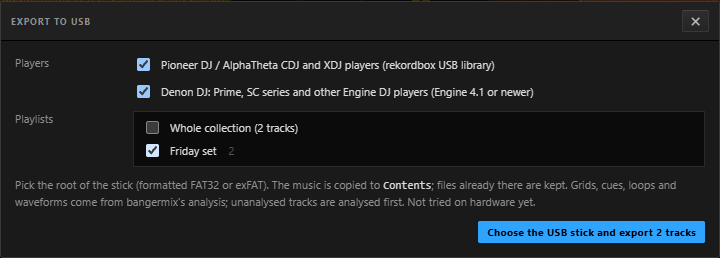 EXPORT TO USB
Players
Pioneer DJ / AlphaTheta CDJ and XDJ players (rekordbox USB library)
Denon DJ: Prime, SC series and other Engine DJ players (Engine 4.1 or newer)
Playlists
Whole collection (2 tracks)
Friday set 2
Pick the root of the stick (formatted FAT32 or exFAT). The music is copied to Contents; files already there are kept. Grids, cues, loops and
waveforms come from bangermix's analysis; unanalysed tracks are analysed first. Not tried on hardware yet.
Choose the USB stick and export 2 tracks